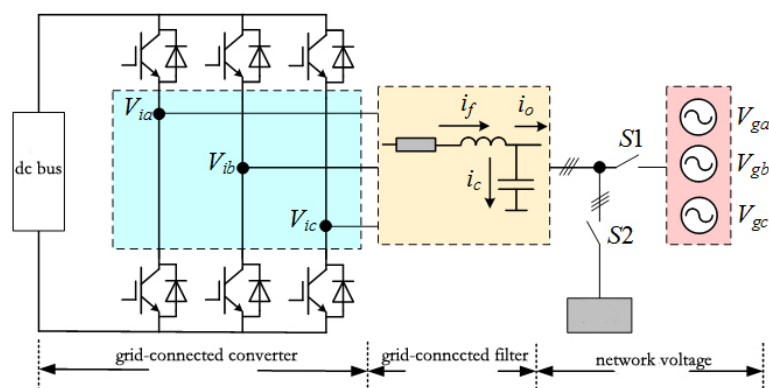 V_ia
V_ib
V_ic
dc bus
i_f
i_o
i_c
S1
S2
V_ga
V_gb
V_gc
grid-connected converter
grid-connected filter
network voltage